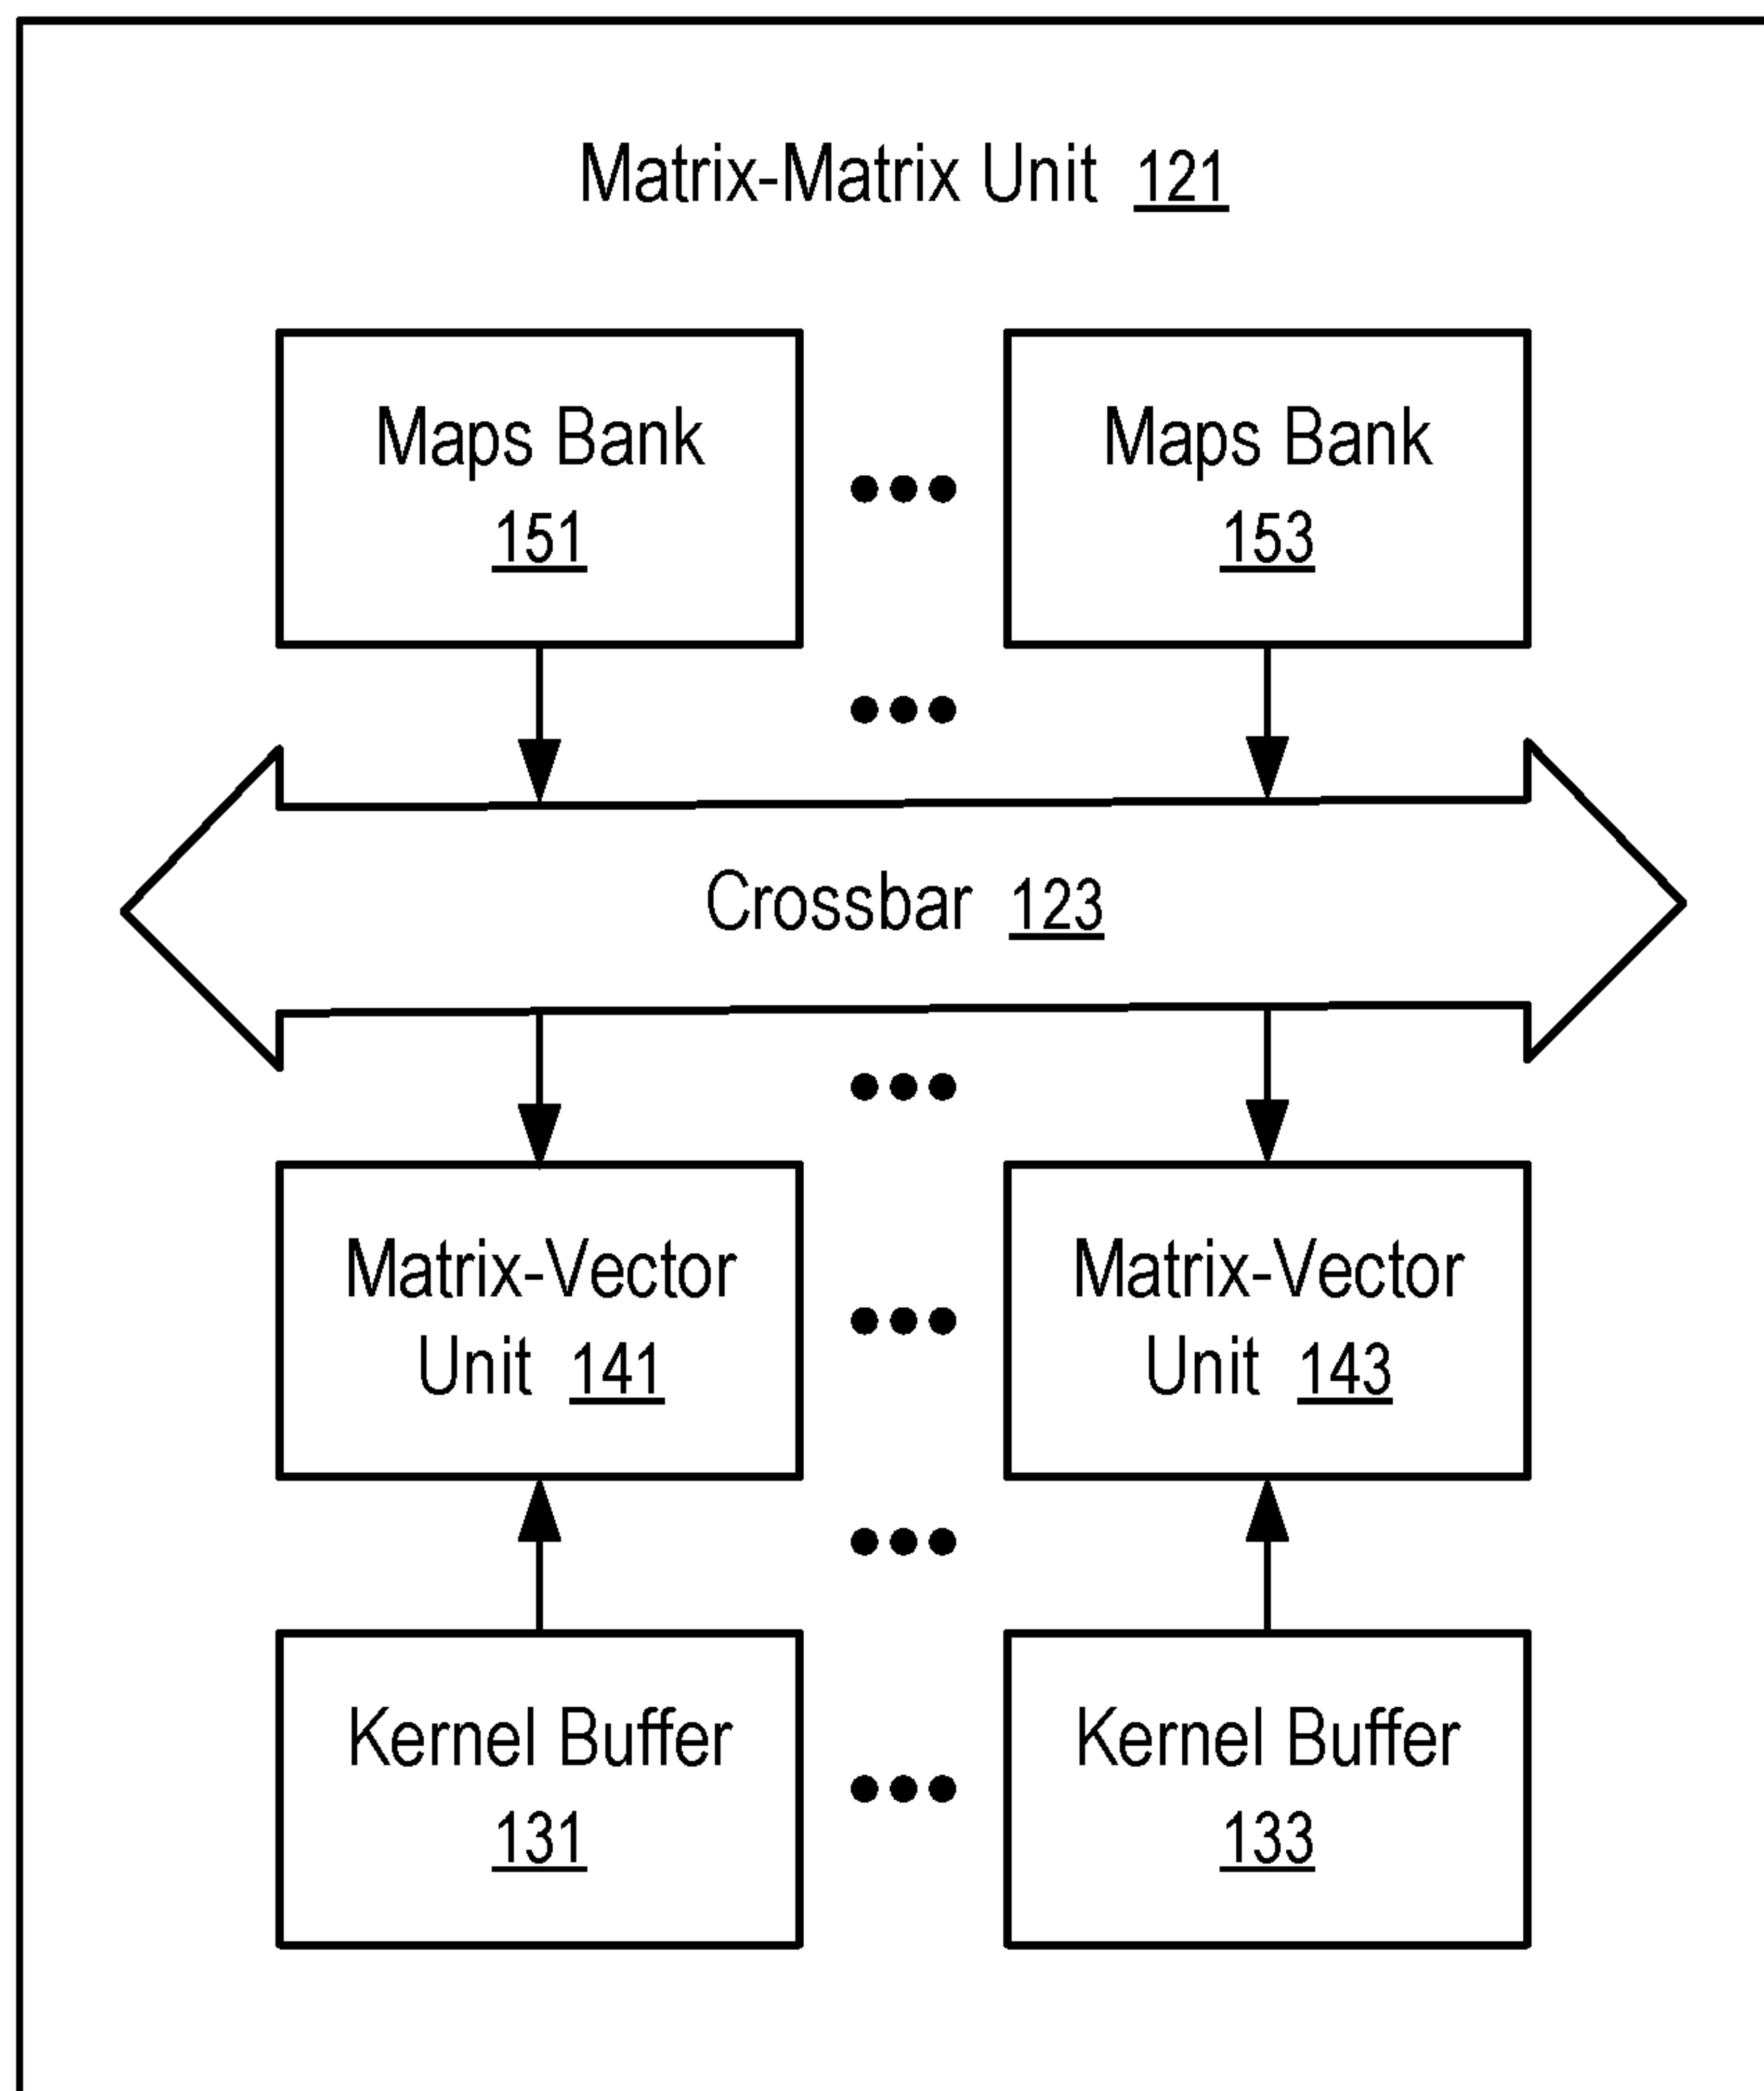 Matrix-Matrix Unit 121
Maps Bank
151
Maps Bank
153
Crossbar 123
Matrix-Vector
Unit 141
Matrix-Vector
Unit 143
Kernel Buffer
131
Kernel Buffer
133